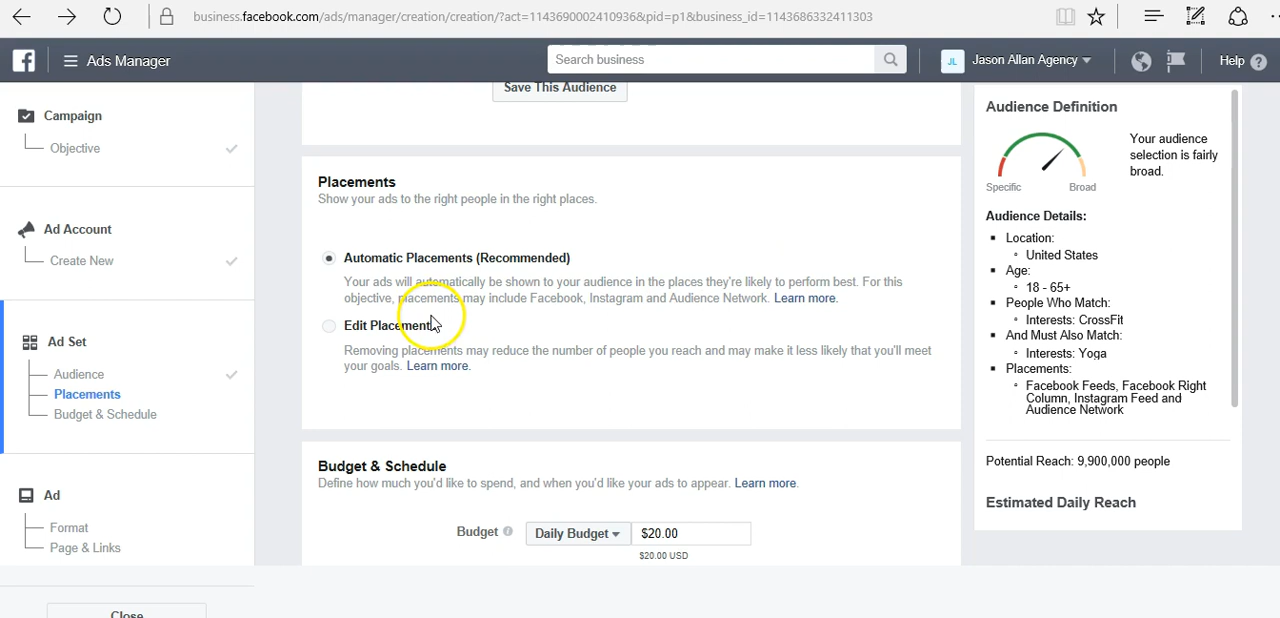 business.facebook.com/ads/manager/creation/creation/?act=11436900024109368&pid=p1&business_id=1143686332411303
Ads Manager
Search business
JL
Jason Allan Agency
Help ?
Campaign
Objective
Ad Account
Create New
Ad Set
Audience
Placements
Budget & Schedule
Ad
Format
Page & Links
Close
Save This Audience
Placements
Show your ads to the right people in the right places.
Automatic Placements (Recommended)
Your ads will automatically be shown to your audience in the places they're likely to perform best. For this
objective, placements may include Facebook, Instagram and Audience Network. Learn more.
Edit Placements
Removing placements may reduce the number of people you reach and may make it less likely that you'll meet
your goals. Learn more.
Budget & Schedule
Define how much you'd like to spend, and when you'd like your ads to appear. Learn more.
Budget
Daily Budget
$20.00
$20.00 USD
Audience Definition
Your audience
selection is fairly
broad.
Specific
Broad
Audience Details:
Location:
United States
Age:
18 - 65+
People Who Match:
Interests: CrossFit
And Must Also Match:
Interests: Yoga
Placements:
Facebook Feeds, Facebook Right
Column, Instagram Feed and
Audience Network
Potential Reach: 9,900,000 people
Estimated Daily Reach